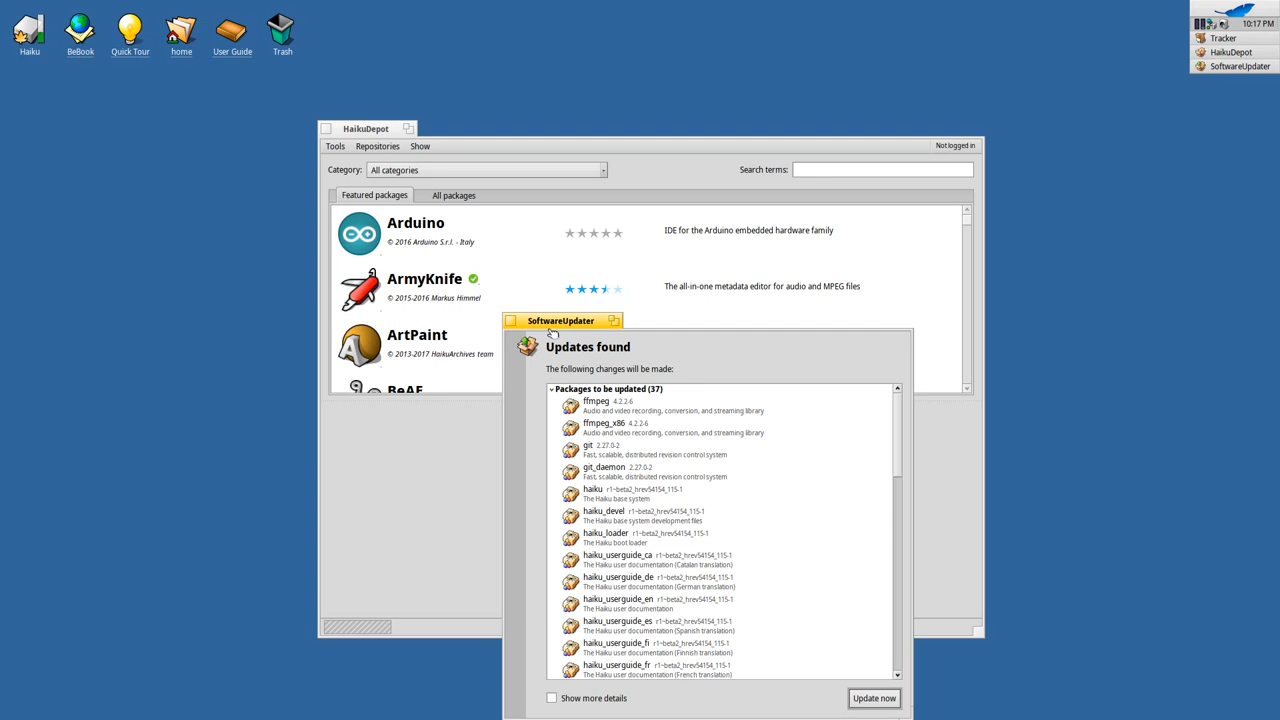 Haiku
BeBook
Quick Tour
home
User Guide
Trash
10:17 PM
Tracker
HaikuDepot
SoftwareUpdater
HaikuDepot
Tools Repositories Show
Not logged in
Category: All categories
Search terms:
Featured packages All packages
Arduino
© 2016 Arduino S.r.l. - Italy
IDE for the Arduino embedded hardware family
ArmyKnife
© 2015-2016 Markus Himmel
The all-in-one metadata editor for audio and MPEG files
ArtPaint
© 2013-2017 HaikuArchives team
BeAE
SoftwareUpdater
Updates found
The following changes will be made:
Packages to be updated (37)
ffmpeg 4.2.2-6
Audio and video recording, conversion, and streaming library
ffmpeg_x86 4.2.2-6
Audio and video recording, conversion, and streaming library
git 2.27.0-2
Fast, scalable, distributed revision control system
git_daemon 2.27.0-2
Fast, scalable, distributed revision control system
haiku r1~beta2_hrev54154_115-1
The Haiku base system
haiku_devel r1~beta2_hrev54154_115-1
The Haiku base system development files
haiku_loader r1~beta2_hrev54154_115-1
The Haiku boot loader
haiku_userguide_ca r1~beta2_hrev54154_115-1
The Haiku user documentation (Catalan translation)
haiku_userguide_de r1~beta2_hrev54154_115-1
The Haiku user documentation (German translation)
haiku_userguide_en r1~beta2_hrev54154_115-1
The Haiku user documentation
haiku_userguide_es r1~beta2_hrev54154_115-1
The Haiku user documentation (Spanish translation)
haiku_userguide_fi r1~beta2_hrev54154_115-1
The Haiku user documentation (Finnish translation)
haiku_userguide_fr r1~beta2_hrev54154_115-1
The Haiku user documentation (French translation)
Show more details
Update now